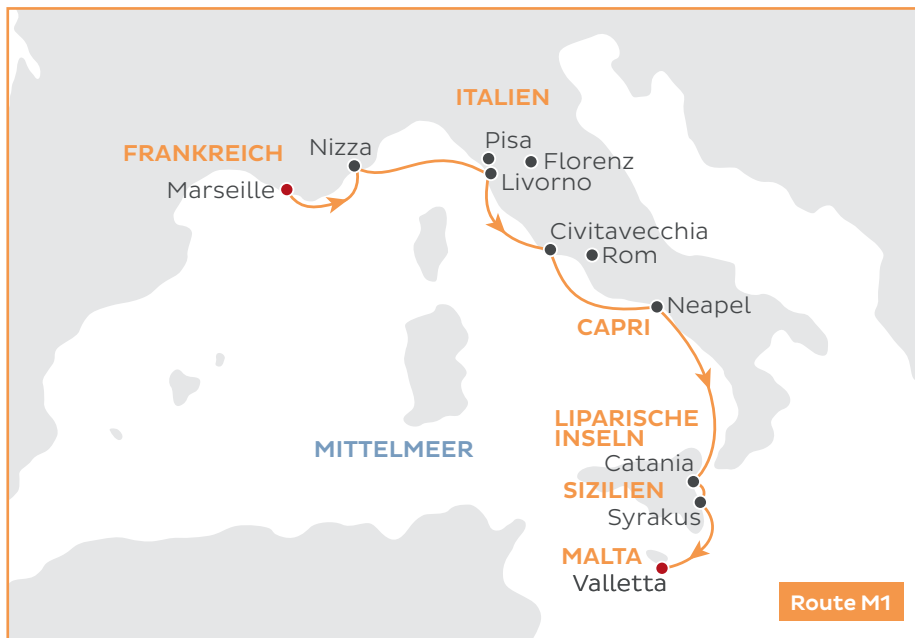 ITALIEN
Pisa
Nizza
FRANKREICH
Florenz
Livorno
Marseille
Civitavecchia
Rom
Neapel
CAPRI
LIPARISCHE
INSELN
MITTELMEER
Catania
SIZILIEN
Syrakus
MALTA
Valletta
Route M1